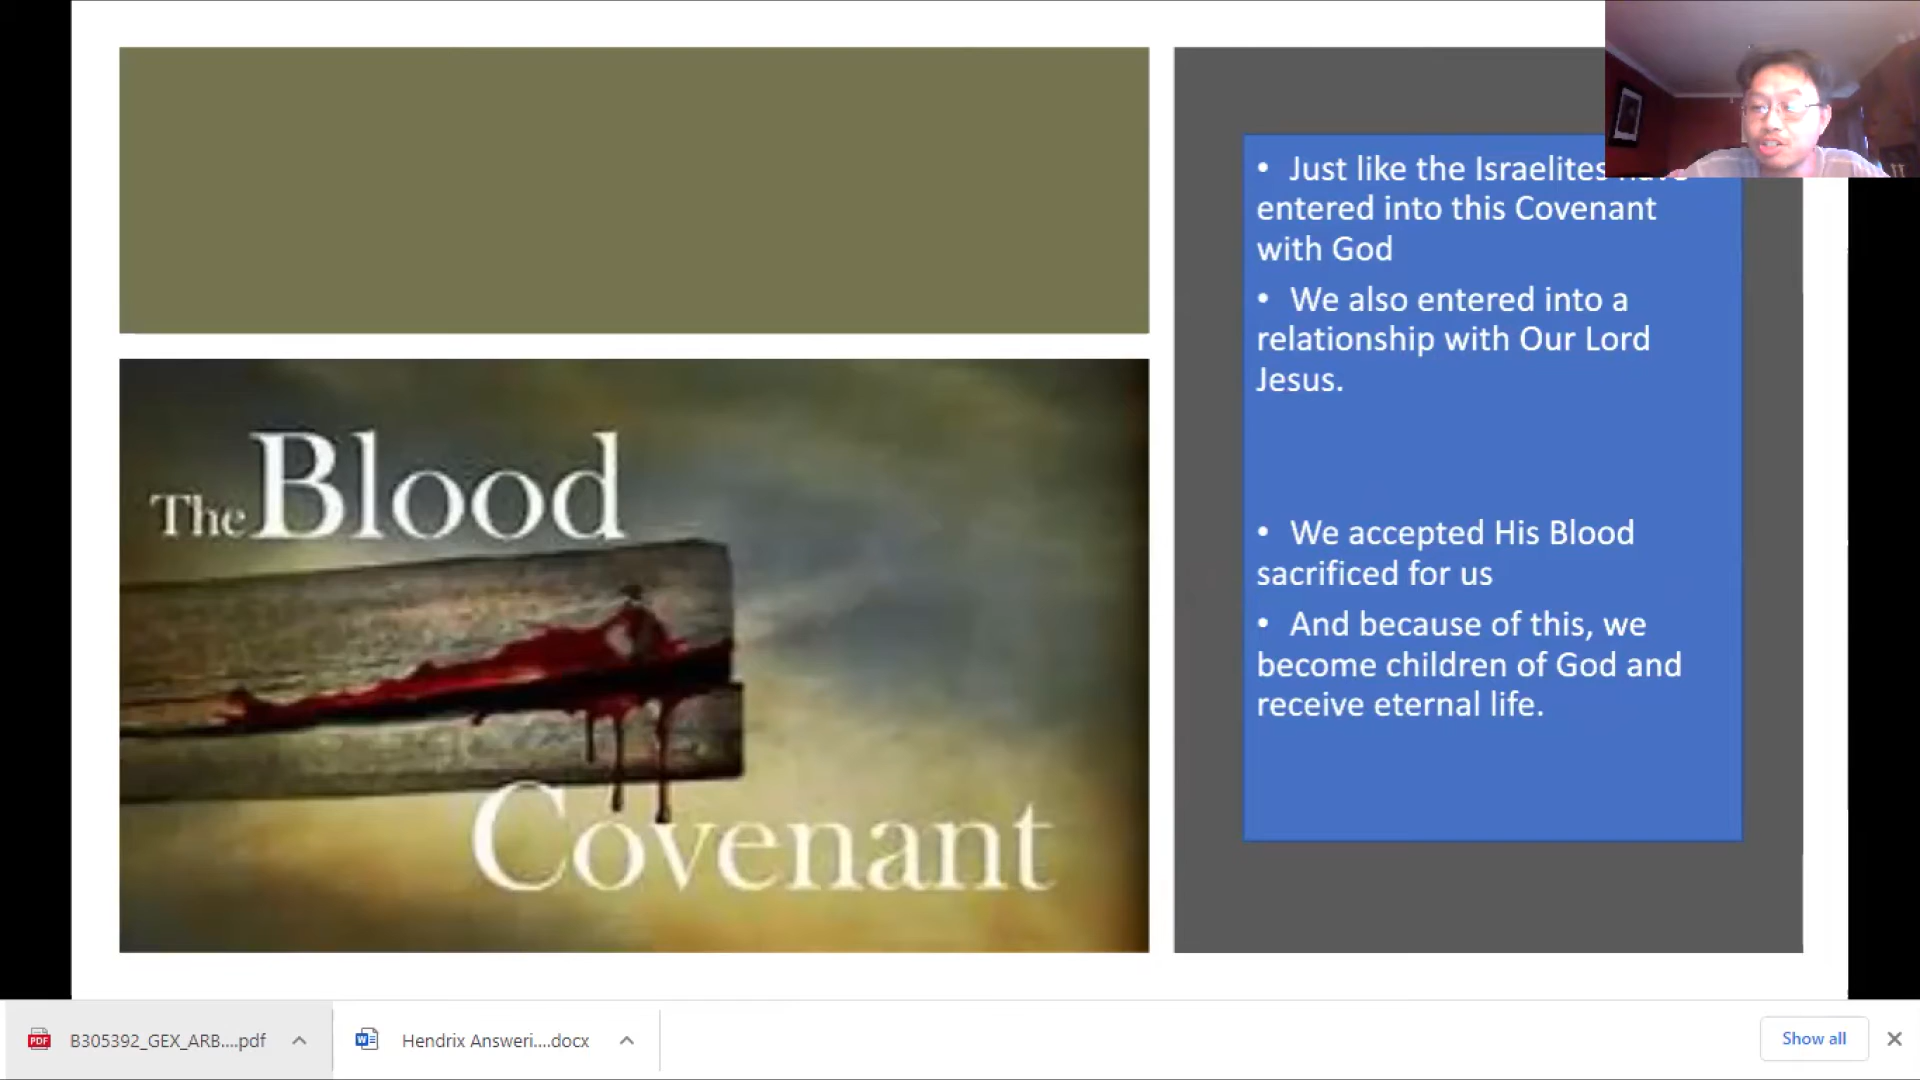 The Blood
Covenant
• Just like the Israelites
entered into this Covenant
with God
• We also entered into a
relationship with Our Lord
Jesus.
• We accepted His Blood
sacrificed for us
• And because of this, we
become children of God and
receive eternal life.
B305392_GEX_ARB....pdf
Hendrix Answeri....docx
Show all